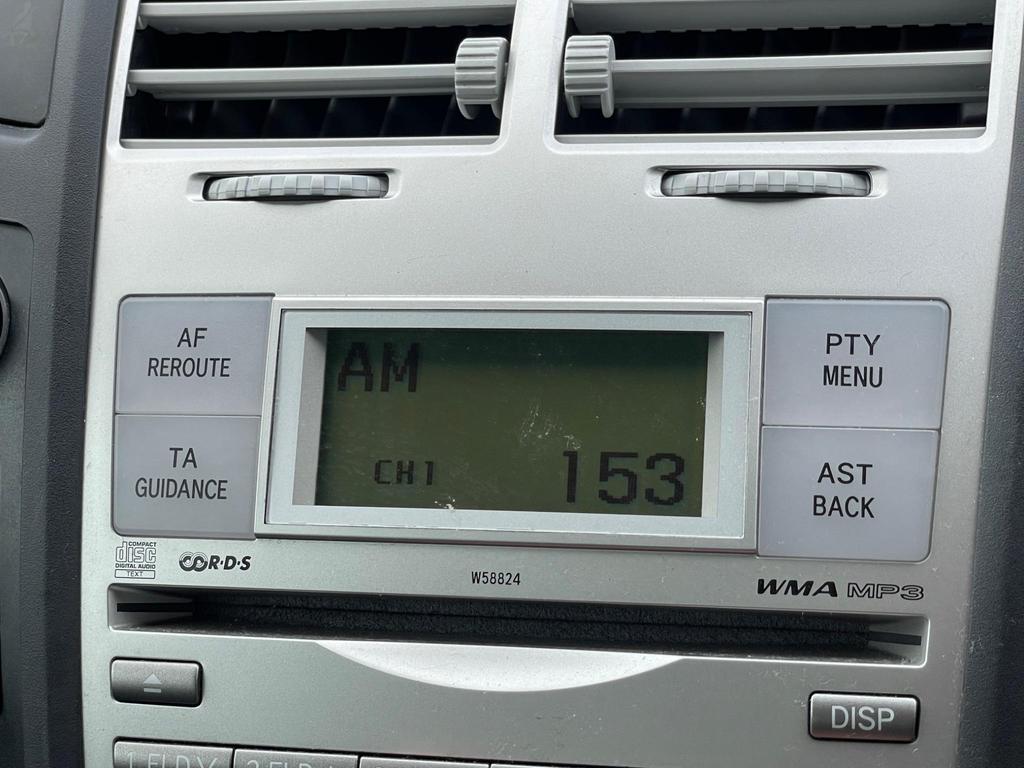 AF
REROUTE
TA
GUIDANCE
AM
CH1
153
PTY
MENU
AST
BACK
COMPACT
disc
DIGITAL AUDIO
TEXT
R·D·S
W58824
WMA MP3
DISP